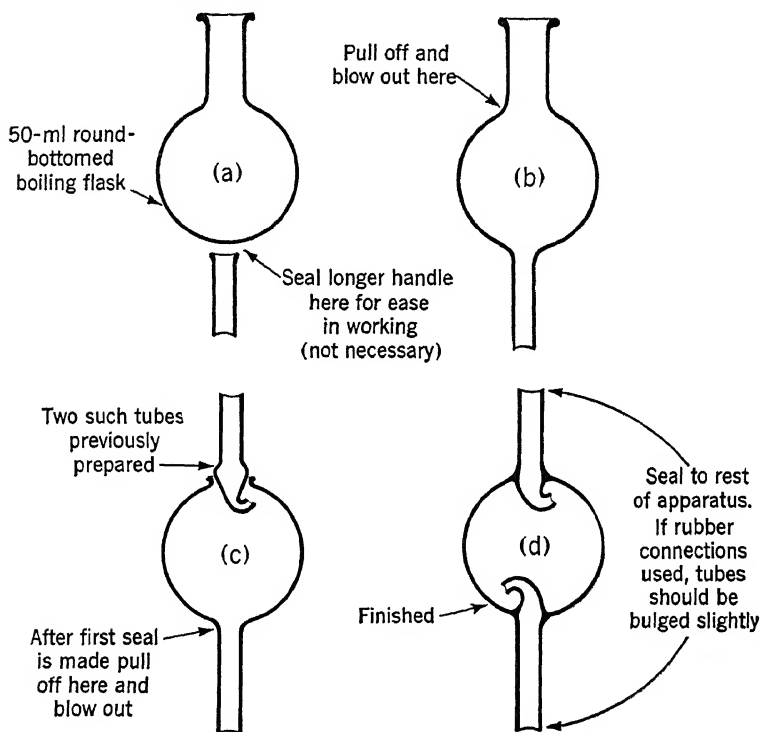 50-ml round-
bottomed
boiling flask
(a)
Seal longer handle
here for ease
in working
(not necessary)
Pull off and
blow out here
(b)
Two such tubes
previously
prepared
(c)
After first seal
is made pull
off here and
blow out
(d)
Finished
Seal to rest
of apparatus.
If rubber
connections
used, tubes
should be
bulged slightly